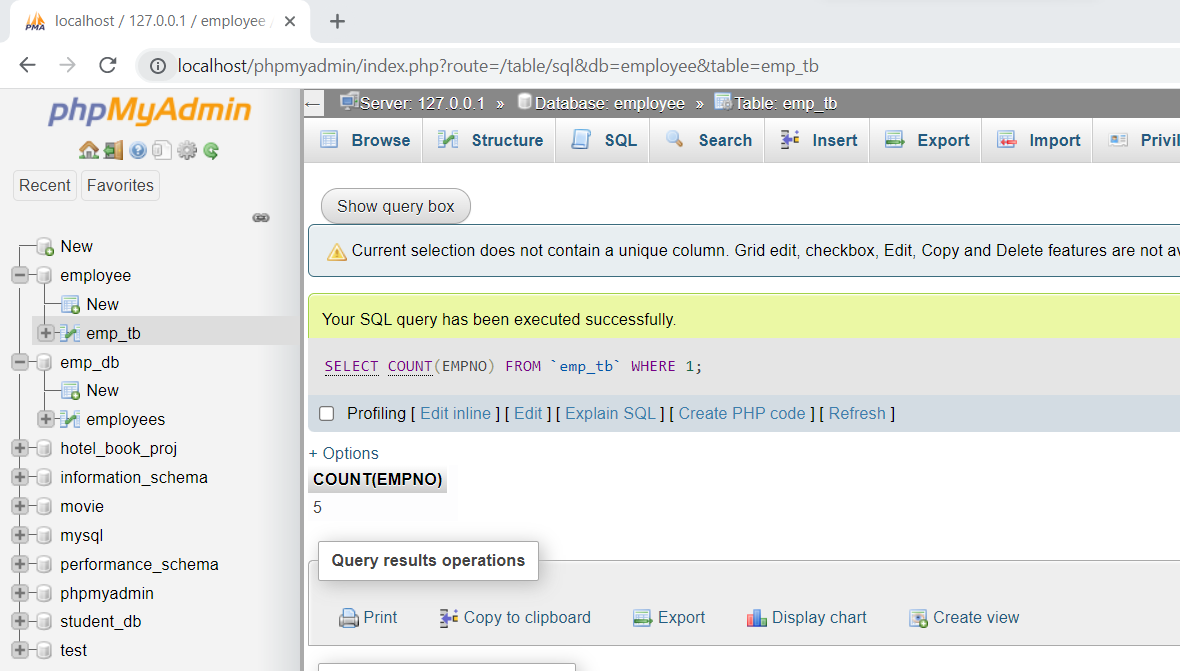 PMA localhost / 127.0.0.1 / employee /
localhost/phpmyadmin/index.php?route=/table/sql&db=employee&table=emp_tb
phpMyAdmin
Recent Favorites
New
employee
New
emp_tb
emp_db
New
employees
hotel_book_proj
information_schema
movie
mysql
performance_schema
phpmyadmin
student_db
test
Server: 127.0.0.1 » Database: employee » Table: emp_tb
Browse Structure SQL Search Insert Export Import Privil
Show query box
Current selection does not contain a unique column. Grid edit, checkbox, Edit, Copy and Delete features are not av
Your SQL query has been executed successfully.
SELECT COUNT(EMPNO) FROM `emp_tb` WHERE 1;
Profiling [ Edit inline ] [ Edit ] [ Explain SQL ] [ Create PHP code ] [ Refresh ]
+ Options
COUNT(EMPNO)
5
Query results operations
Print Copy to clipboard Export Display chart Create view